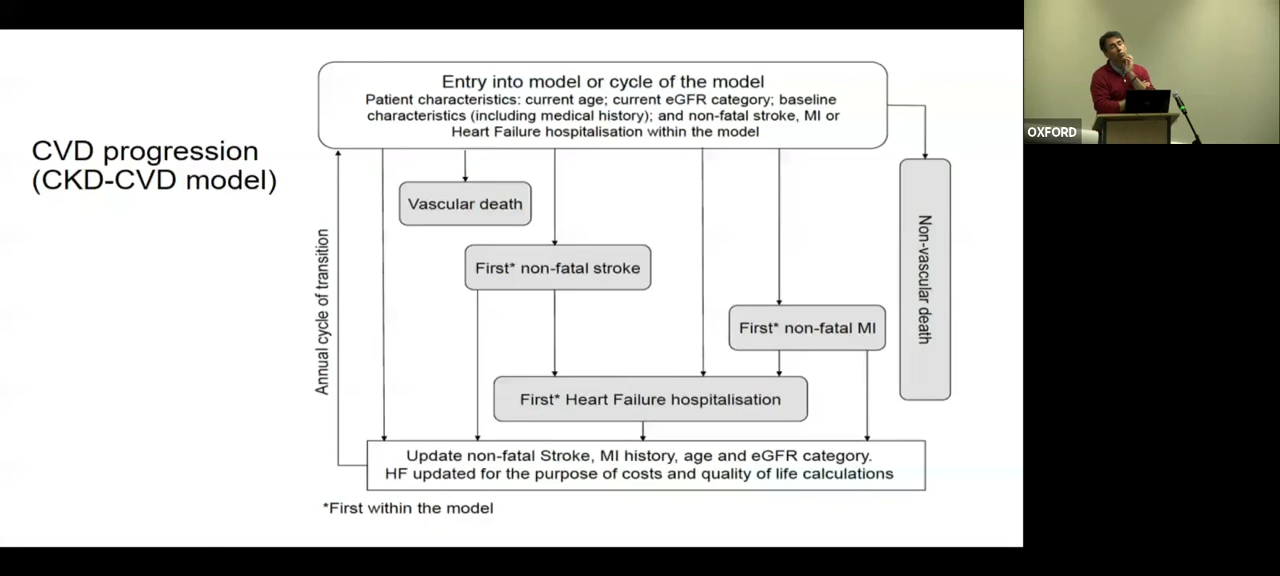 CVD progression
(CKD-CVD model)
Entry into model or cycle of the model
Patient characteristics: current age; current eGFR category; baseline
characteristics (including medical history); and non-fatal stroke, MI or
Heart Failure hospitalisation within the model
Vascular death
First* non-fatal stroke
First* non-fatal MI
First* Heart Failure hospitalisation
Non-vascular death
Annual cycle of transition
Update non-fatal Stroke, MI history, age and eGFR category.
HF updated for the purpose of costs and quality of life calculations
*First within the model
OXFORD